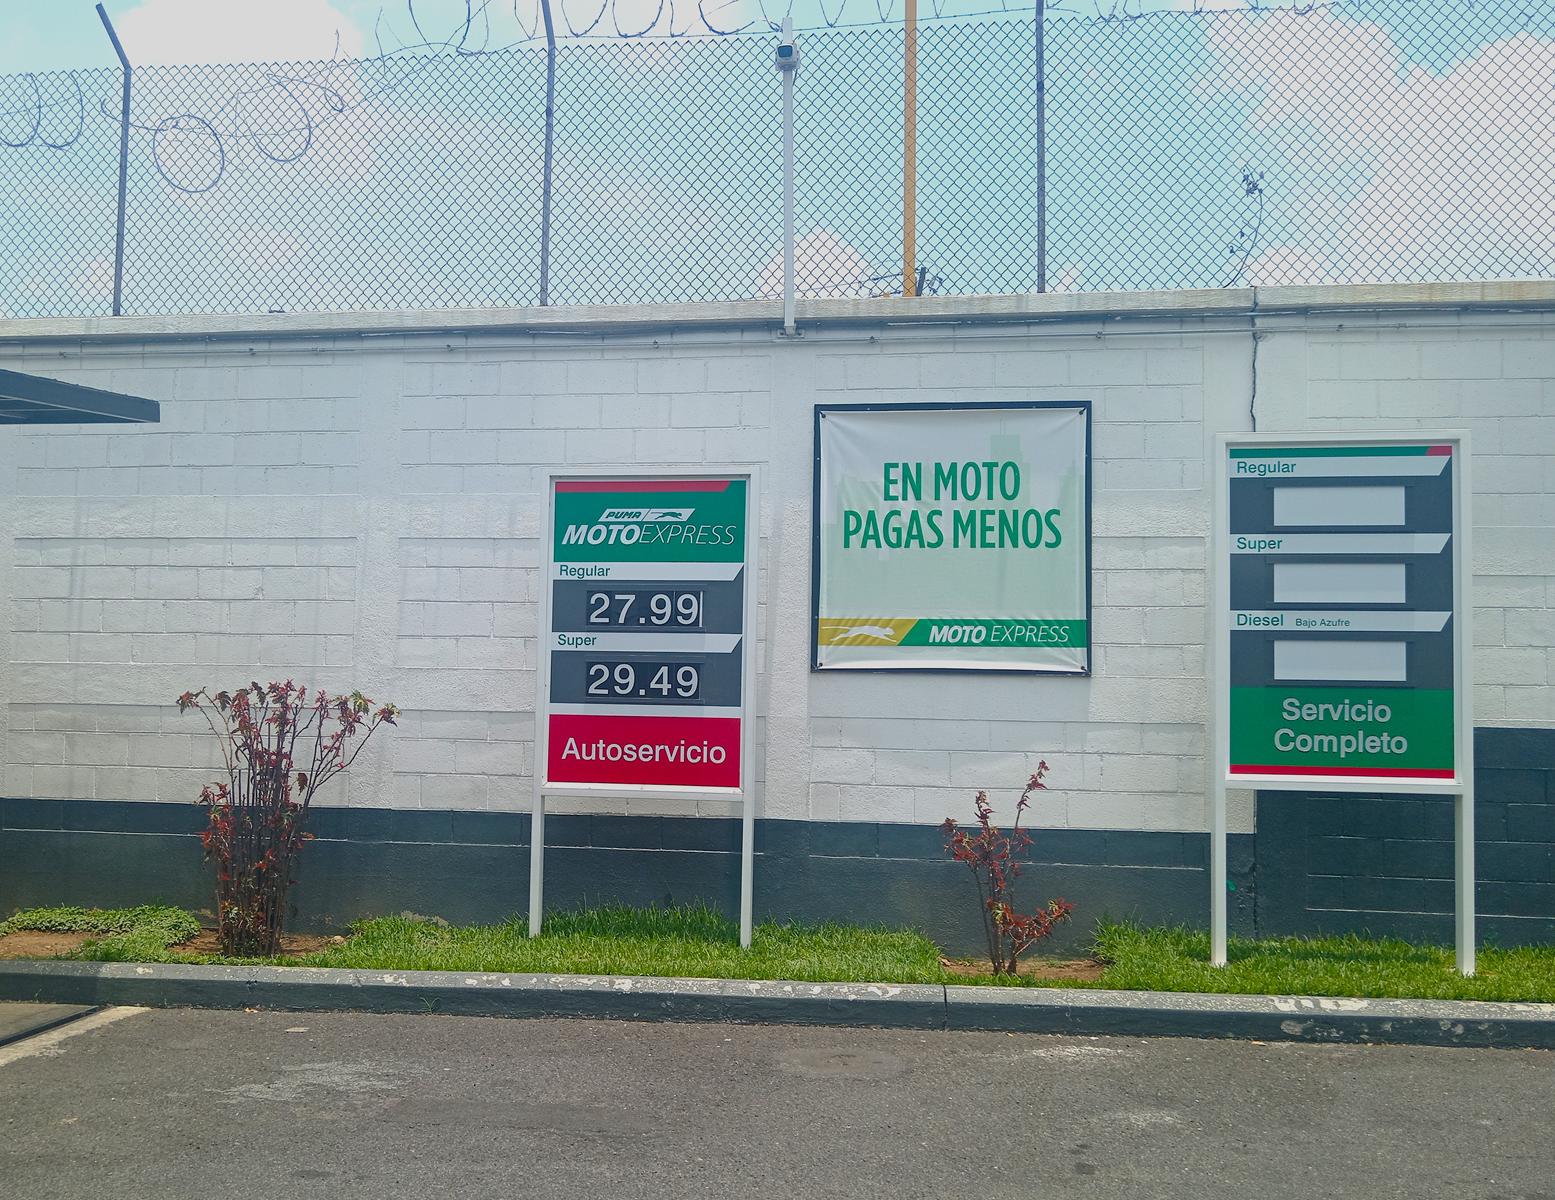 PUMA
MOTOEXPRESS
Regular
27.99
Super
29.49
Autoservicio
EN MOTO
PAGAS MENOS
MOTO EXPRESS
Regular
Super
Diesel Bajo Azufre
Servicio
Completo